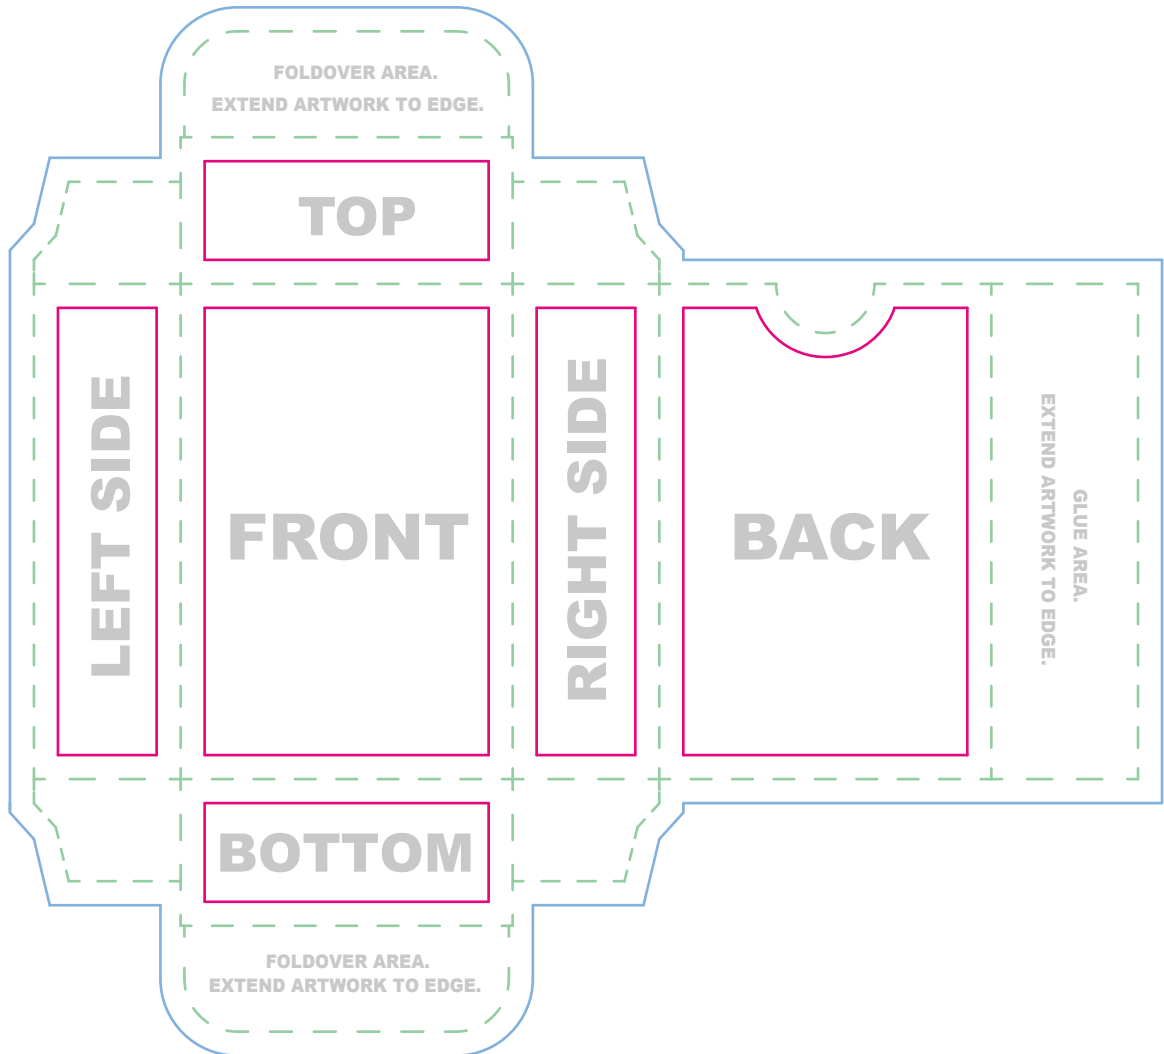 FOLDOVER AREA.
EXTEND ARTWORK TO EDGE.
TOP
LEFT SIDE
FRONT
RIGHT SIDE
BACK
GLUE AREA.
EXTEND ARTWORK TO EDGE.
BOTTOM
FOLDOVER AREA.
EXTEND ARTWORK TO EDGE.